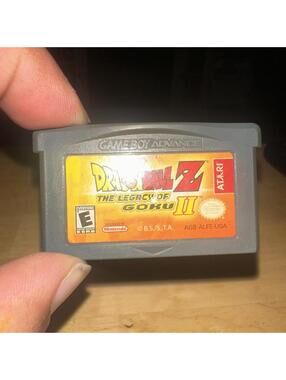 GAME BOY ADVANCE
DRAGON BALL Z
THE LEGACY OF
GOKU II
ATARI
E
Nintendo
© B.S./S.,T.A.
AGB-ALFE-USA